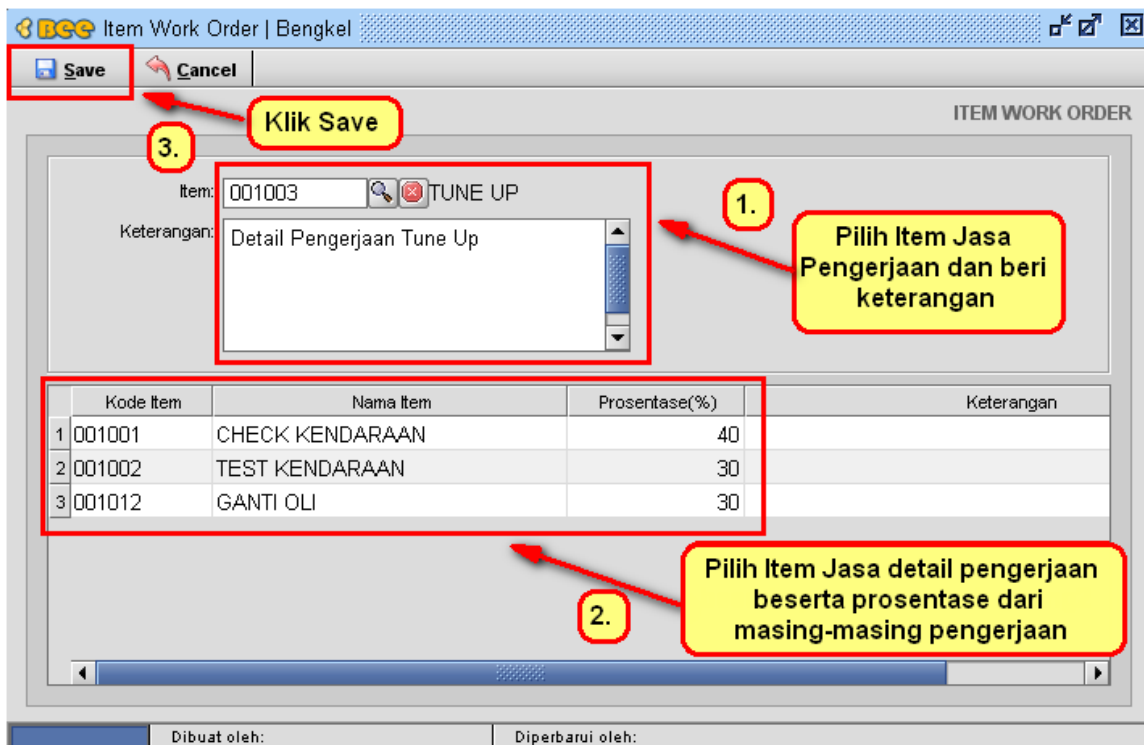 Bee Item Work Order | Bengkel
Save Cancel
Klik Save
ITEM WORK ORDER
3.
Item: 001003 TUNE UP
1.
Keterangan: Detail Pengerjaan Tune Up
Pilih Item Jasa
Pengerjaan dan beri
keterangan
Kode Item Nama Item Prosentase(%) Keterangan
1 001001 CHECK KENDARAAN 40
2 001002 TEST KENDARAAN 30
3 001012 GANTI OLI 30
Pilih Item Jasa detail pengerjaan
beserta prosentase dari
masing-masing pengerjaan
2.
Dibuat oleh: Diperbarui oleh: